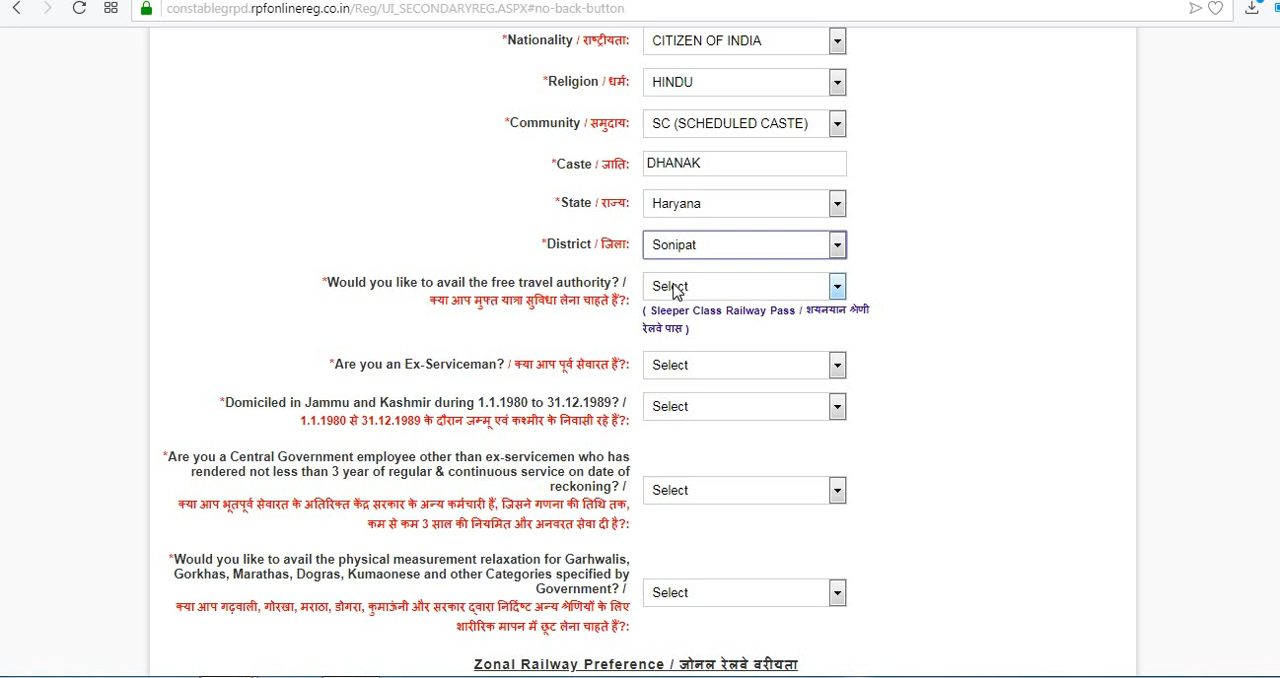 constablegrpd.rpfonlinereg.co.in/Reg/UI_SECONDARYREG.ASPX#no-back-button
*Nationality / राष्ट्रीयता: CITIZEN OF INDIA
*Religion / धर्म: HINDU
*Community / समुदाय: SC (SCHEDULED CASTE)
*Caste / जाति: DHANAK
*State / राज्य: Haryana
*District / जिला: Sonipat
*Would you like to avail the free travel authority? / Select
क्या आप मुफ्त यात्रा सुविधा लेना चाहते हैं?:
( Sleeper Class Railway Pass / शयनयान श्रेणी
रेलवे पास )
*Are you an Ex-Serviceman? / क्या आप पूर्व सेवारत हैं?: Select
*Domiciled in Jammu and Kashmir during 1.1.1980 to 31.12.1989? / Select
1.1.1980 से 31.12.1989 के दौरान जम्मू एवं कश्मीर के निवासी रहे हैं?:
*Are you a Central Government employee other than ex-servicemen who has
rendered not less than 3 year of regular & continuous service on date of
reckoning? / Select
क्या आप भूतपूर्व सेवारत के अतिरिक्त केंद्र सरकार के अन्य कर्मचारी हैं, जिसने गणना की तिथि तक,
कम से कम 3 साल की नियमित और अनवरत सेवा दी है?:
*Would you like to avail the physical measurement relaxation for Garhwalis,
Gorkhas, Marathas, Dogras, Kumaonese and other Categories specified by
Government? / Select
क्या आप गढ़वाली, गोरखा, मराठा, डोगरा, कुमाऊंनी और सरकार द्वारा निर्दिष्ट अन्य श्रेणियों के लिए
शारीरिक मापन में छूट लेना चाहते हैं?:
Zonal Railway Preference / जोनल रेलवे वरीयता